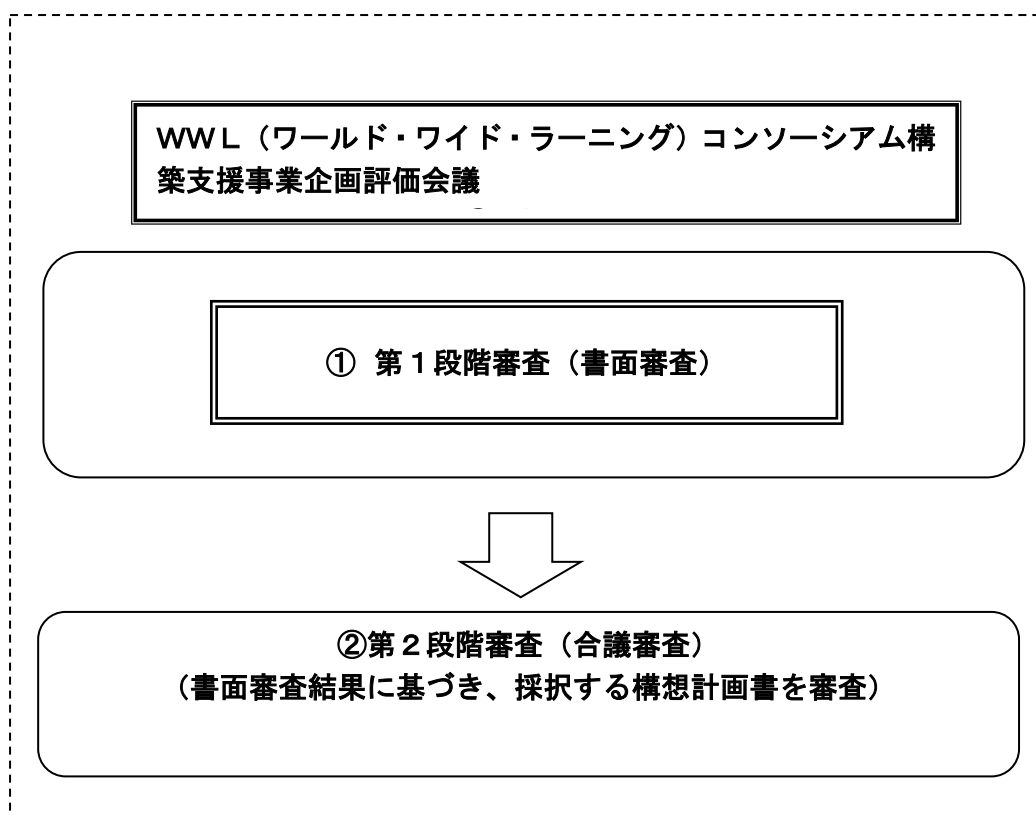 WWL（ワールド・ワイド・ラーニング）コンソーシアム構
築支援事業企画評価会議
① 第１段階審査（書面審査）
②第２段階審査（合議審査）
（書面審査結果に基づき、採択する構想計画書を審査）